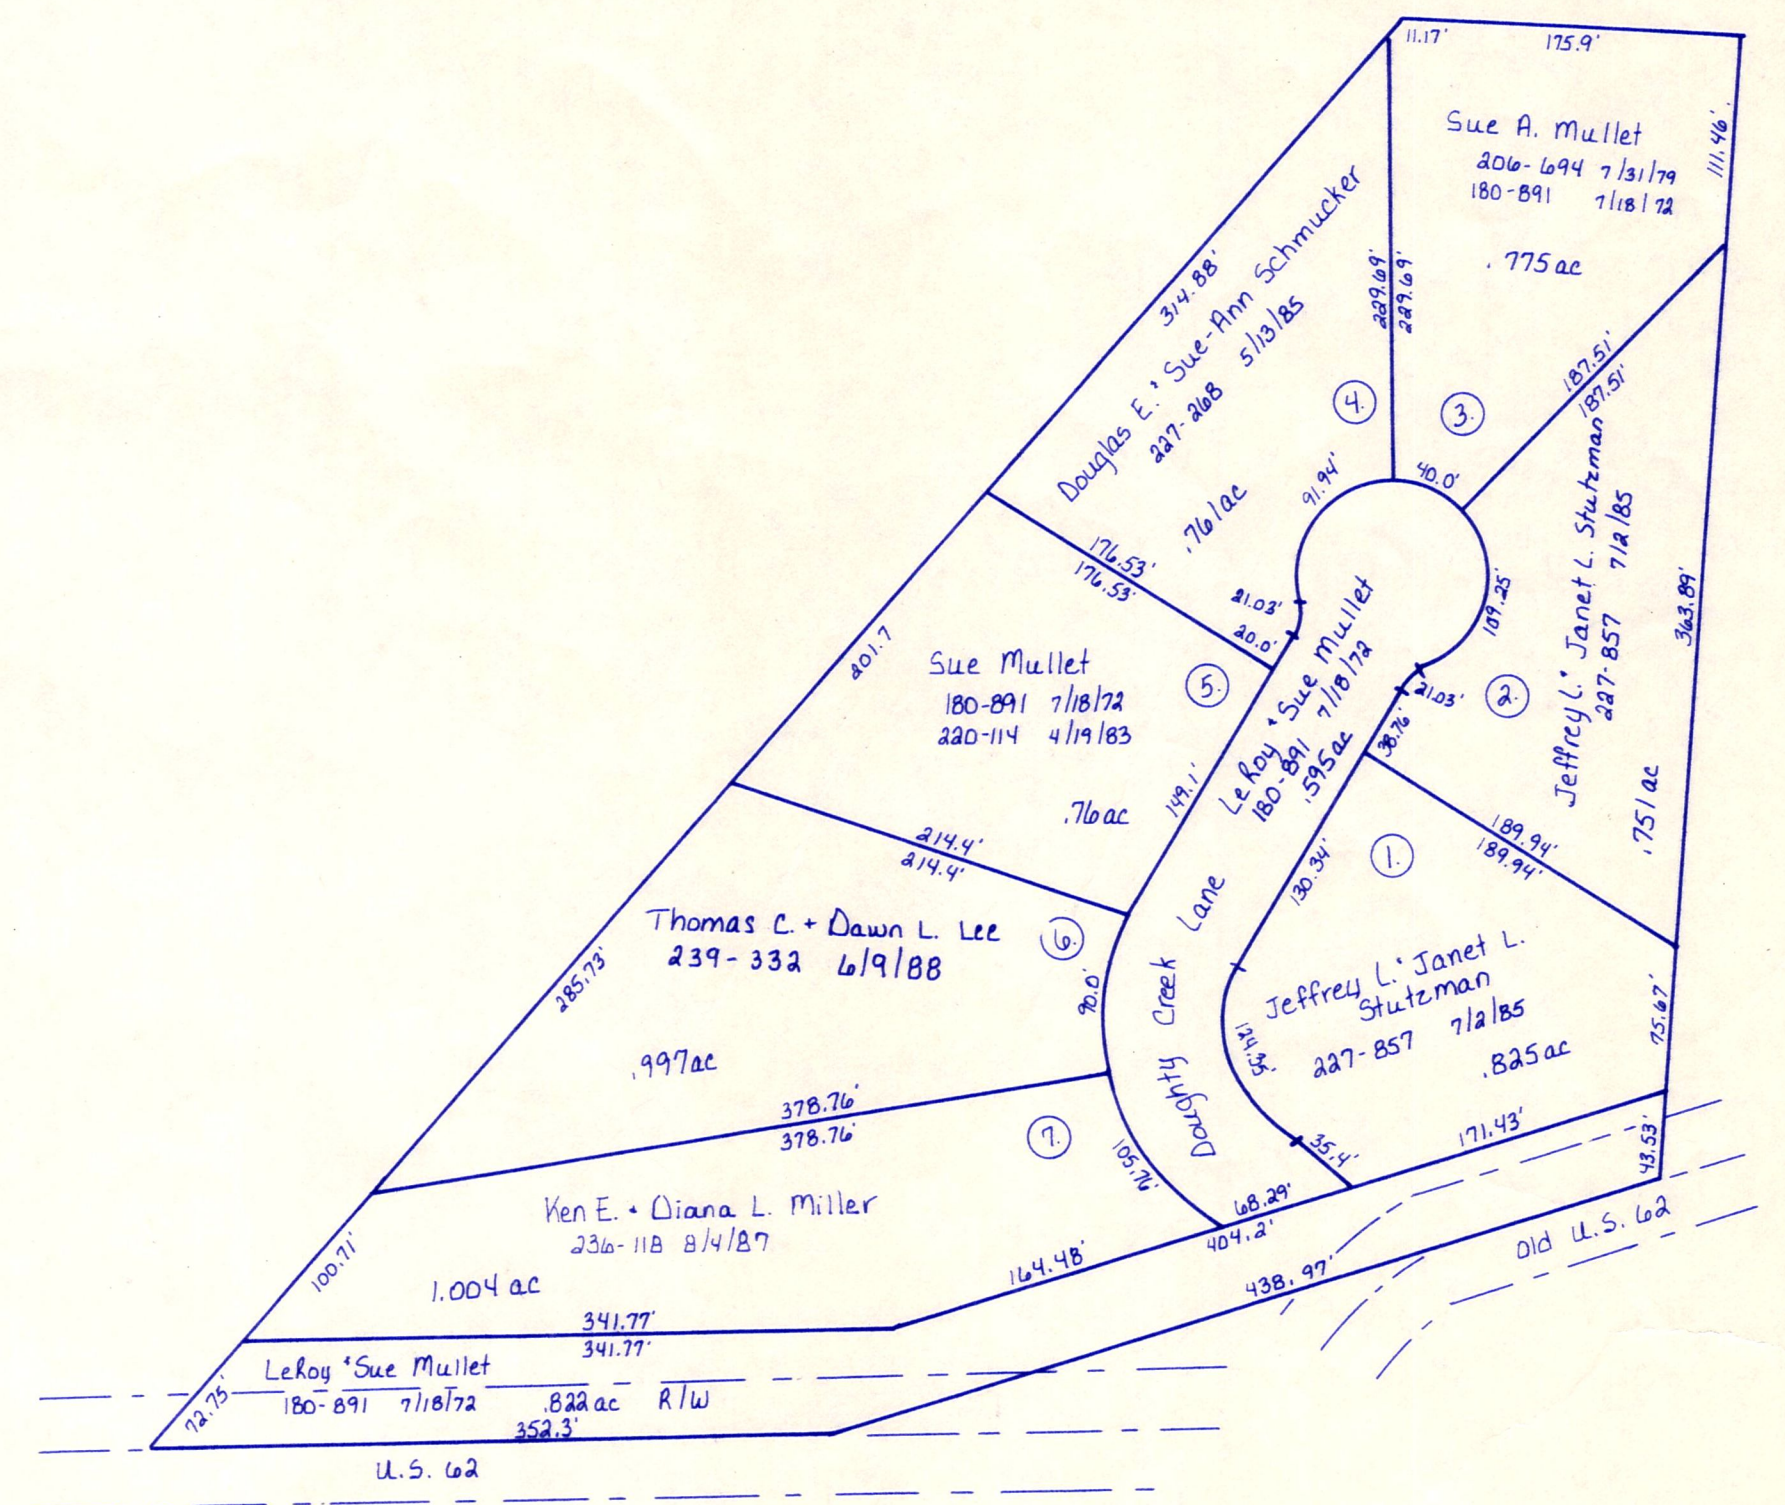 11.17' 175.9'
Sue A. Mullet
206-694 7/31/79
180-891 7/18/72
.775 ac
111.46'
229.69'
229.69'
3.
40.0'
187.51'
187.51'
314.88'
Douglas E. & Sue-Ann Schmucker
227-268 5/13/85
.761 ac
4.
91.94'
21.03'
20.0'
176.53'
176.53'
Jeffrey L. & Janet L. Stutzman
227-857 7/2/85
.751 ac
363.89'
109.25'
21.03'
38.76'
2.
189.94'
189.94'
201.7
Sue Mullet
180-891 7/18/72
220-114 4/19/83
.76 ac
5.
149.1'
214.4'
214.4'
LeRoy & Sue Mullet
180-891 7/18/72
.595 ac
Doughty Creek Lane
130.34'
1.
Jeffrey L. & Janet L.
Stutzman
227-857 7/2/85
.825 ac
124.35'
35.4'
75.67'
171.43'
43.53'
Thomas C. + Dawn L. Lee
239-332 6/9/88
.997 ac
6.
90.0'
285.73'
378.76'
378.76'
Ken E. & Diana L. Miller
236-118 8/4/87
1.004 ac
7.
105.76'
100.71'
68.29'
404.2'
164.48'
438.97'
Old U.S. 62
341.77'
341.77'
LeRoy & Sue Mullet
180-891 7/18/72 .822 ac R/W
72.75'
352.3'
U.S. 62